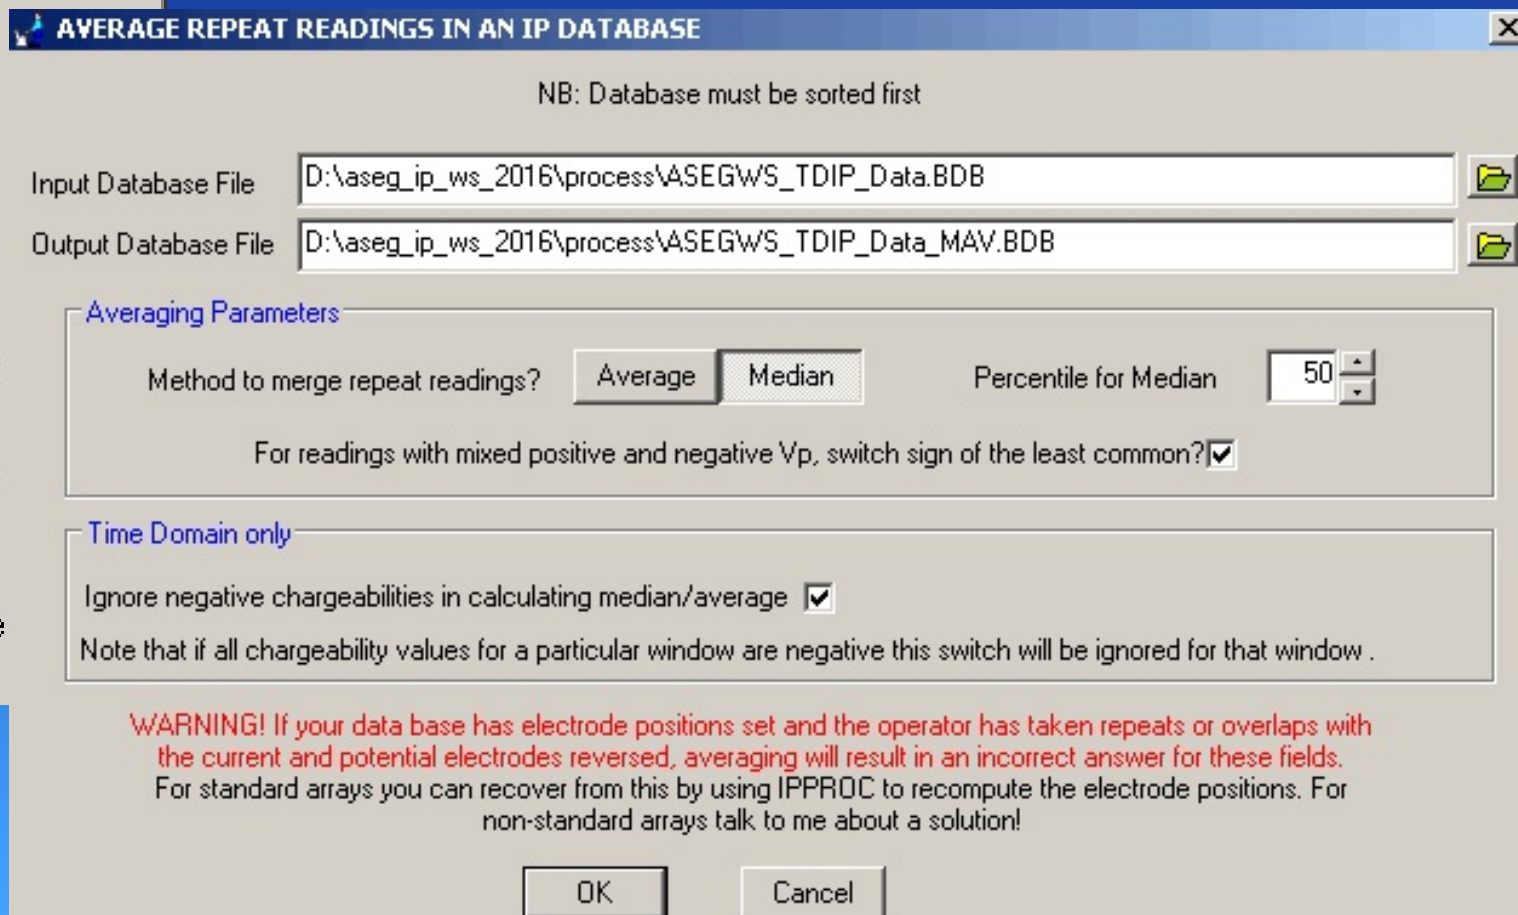 AVERAGE REPEAT READINGS IN AN IP DATABASE
NB: Database must be sorted first
Input Database File D:\aseg_ip_ws_2016\process\ASEGWS_TDIP_Data.BDB
Output Database File D:\aseg_ip_ws_2016\process\ASEGWS_TDIP_Data_MAV.BDB
Averaging Parameters
Method to merge repeat readings? Average Median Percentile for Median 50
For readings with mixed positive and negative Vp, switch sign of the least common?
Time Domain only
Ignore negative chargeabilities in calculating median/average
Note that if all chargeability values for a particular window are negative this switch will be ignored for that window .
WARNING! If your data base has electrode positions set and the operator has taken repeats or overlaps with
the current and potential electrodes reversed, averaging will result in an incorrect answer for these fields.
For standard arrays you can recover from this by using IPPROC to recompute the electrode positions. For
non-standard arrays talk to me about a solution!
OK Cancel